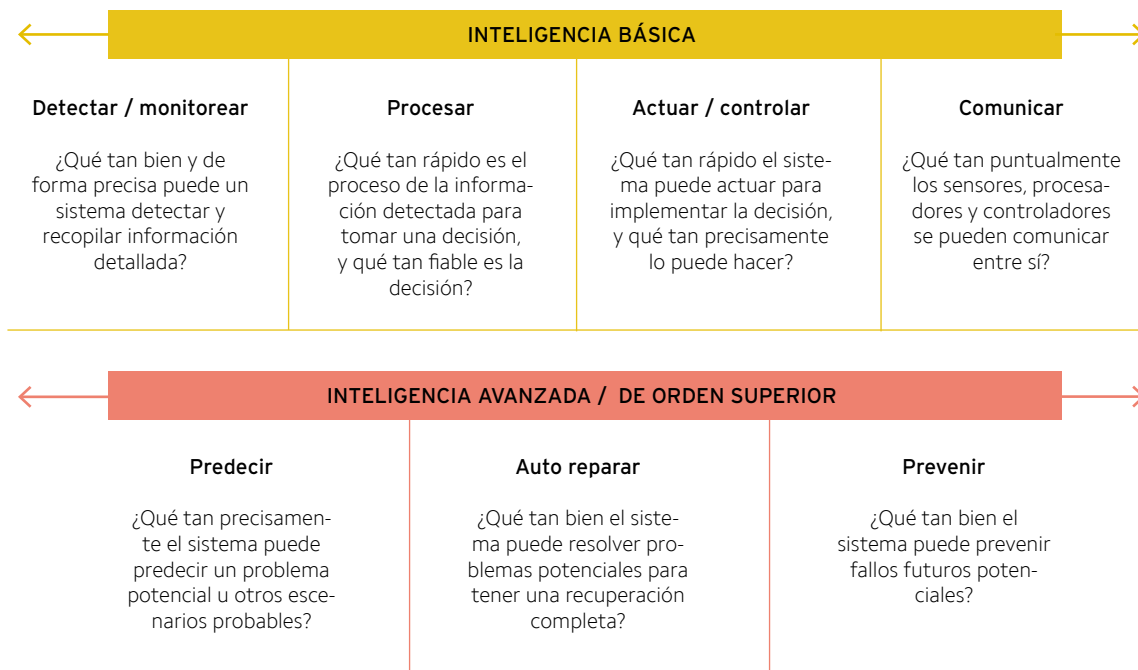 INTELIGENCIA BÁSICA
Detectar / monitorear
¿Qué tan bien y de
forma precisa puede un
sistema detectar y
recopilar información
detallada?
Procesar
¿Qué tan rápido es el
proceso de la informa-
ción detectada para
tomar una decisión,
y qué tan fiable es la
decisión?
Actuar / controlar
¿Qué tan rápido el siste-
ma puede actuar para
implementar la decisión,
y qué tan precisamente
lo puede hacer?
Comunicar
¿Qué tan puntualmente
los sensores, procesa-
dores y controladores
se pueden comunicar
entre sí?
INTELIGENCIA AVANZADA / DE ORDEN SUPERIOR
Predecir
¿Qué tan precisamen-
te el sistema puede
predecir un problema
potencial u otros esce-
narios probables?
Auto reparar
¿Qué tan bien el siste-
ma puede resolver pro-
blemas potenciales para
tener una recuperación
completa?
Prevenir
¿Qué tan bien el
sistema puede prevenir
fallos futuros poten-
ciales?